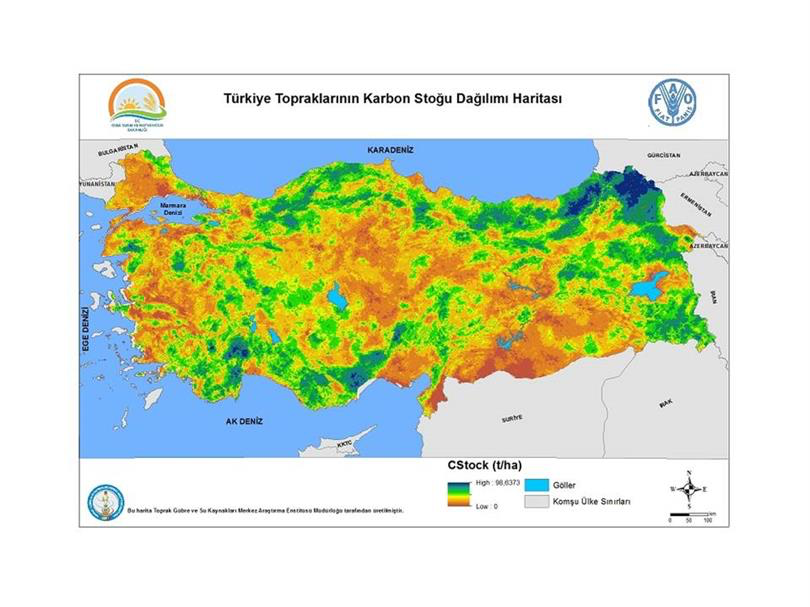 Türkiye Topraklarının Karbon Stoğu Dağılımı Haritası
FAO
FIAT PANIS
BULGARİSTAN
KARADENİZ
GÜRCİSTAN
YUNANİSTAN
AZERBAYCAN
Marmara
Denizi
ERMENİSTAN
AZERBAYCAN
EGE DENİZİ
İRAN
AK DENİZ
SURİYE
IRAK
KKTC
CStock (t/ha)
High : 98,6373
Low : 0
Göller
Komşu Ülke Sınırları
N
W E
S
km
0 50 100
Bu harita Toprak Gübre ve Su Kaynakları Merkez Araştırma Enstitüsü Müdürlüğü tarafından üretilmiştir.